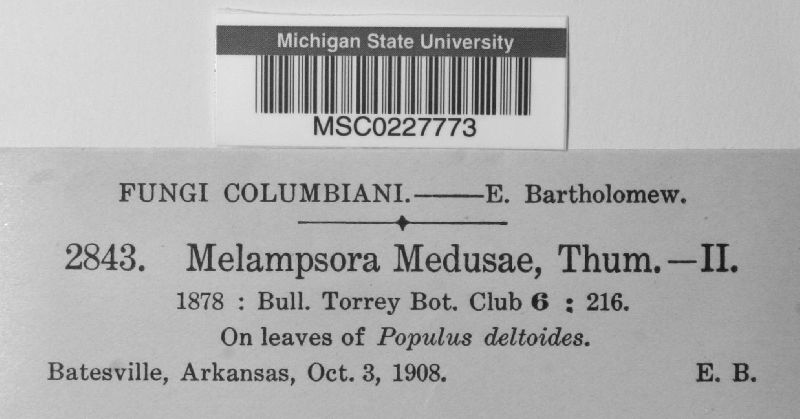 Michigan State University
MSC0227773
FUNGI COLUMBIANI.——E. Bartholomew.
2843. Melampsora Medusae, Thum.—II.
1878 : Bull. Torrey Bot. Club 6 : 216.
On leaves of Populus deltoides.
Batesville, Arkansas, Oct. 3, 1908. E. B.